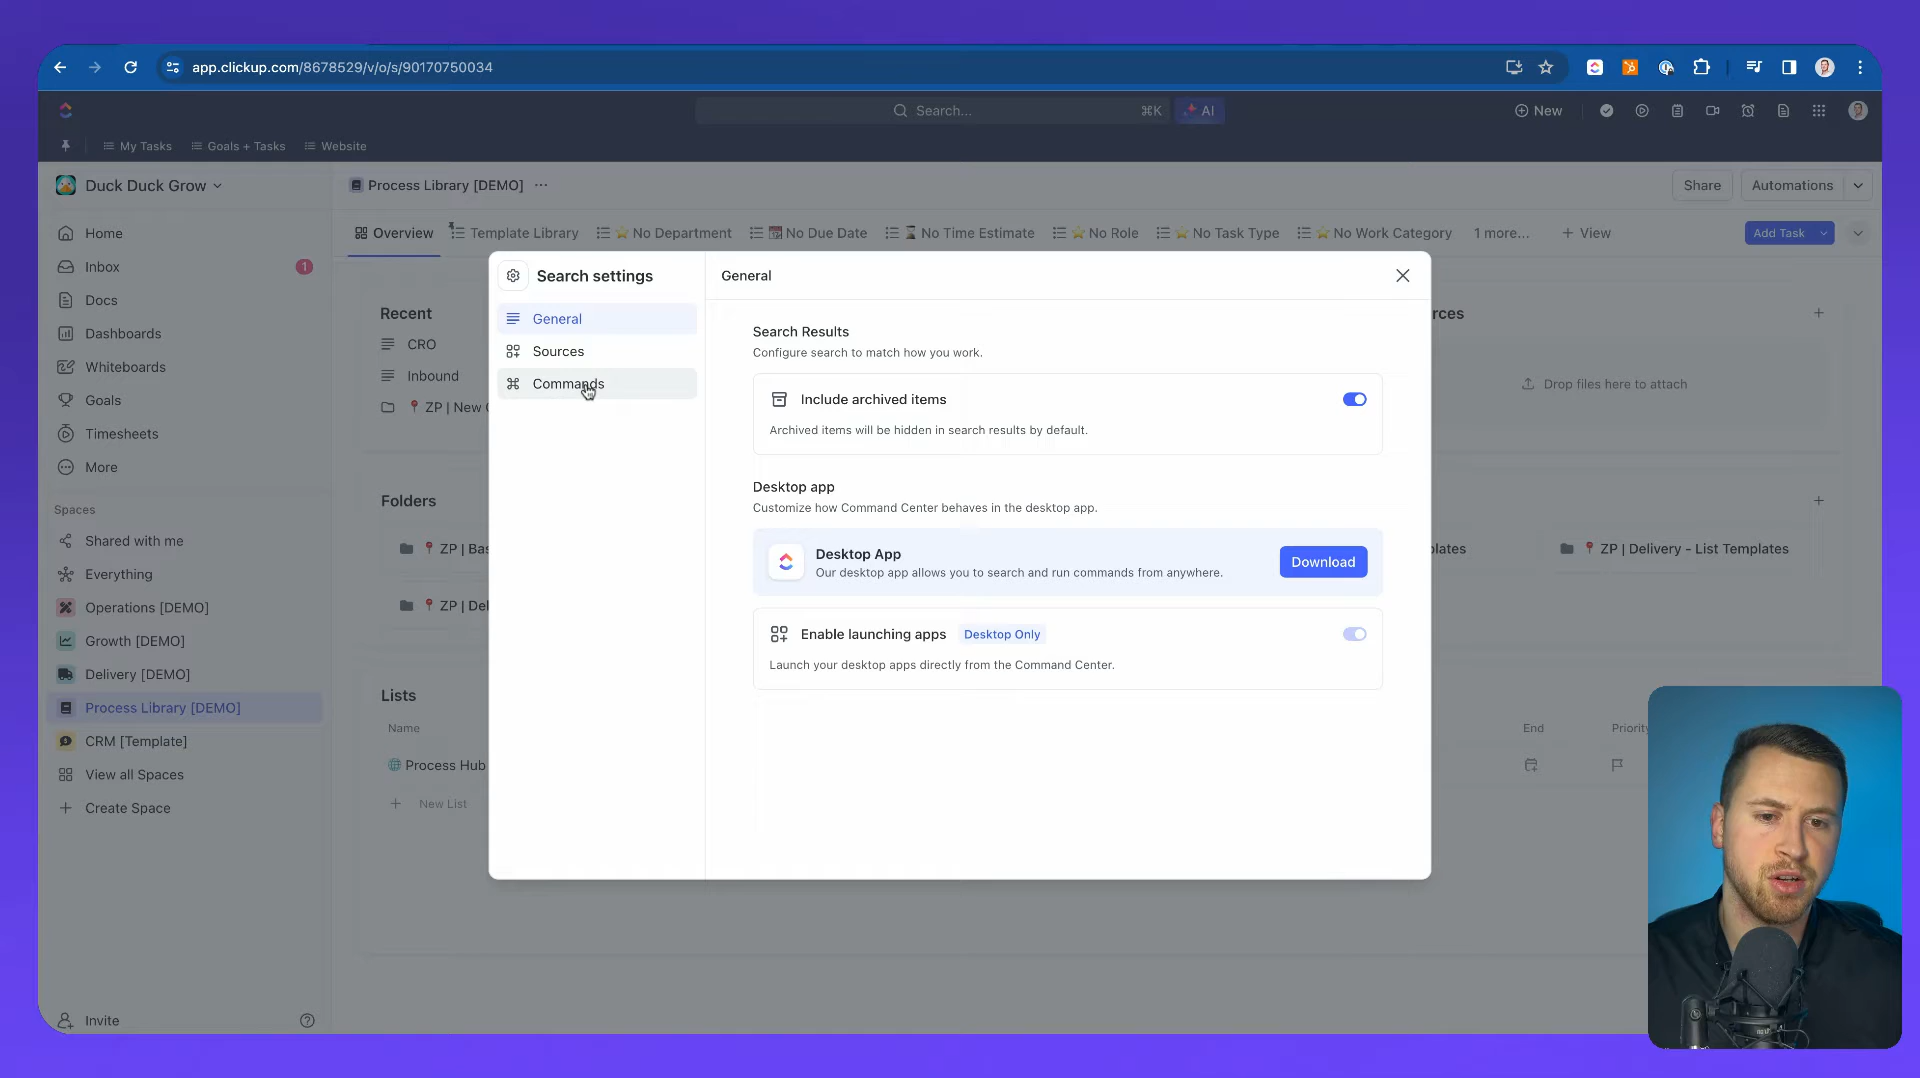 app.clickup.com/8678529/v/o/s/90170750034
Search...
⌘K
AI
New
My Tasks
Goals + Tasks
Website
Duck Duck Grow
Process Library [DEMO]
Share
Automations
Overview
Template Library
No Department
No Due Date
No Time Estimate
No Role
No Task Type
No Work Category
1 more...
+ View
Add Task
Home
Inbox
1
Docs
Dashboards
Whiteboards
Goals
Timesheets
More
Spaces
Shared with me
Everything
Operations [DEMO]
Growth [DEMO]
Delivery [DEMO]
Process Library [DEMO]
CRM [Template]
View all Spaces
Create Space
Invite
Recent
CRO
Inbound
ZP | New
Folders
ZP | Bas
ZP | Del
Lists
Name
Process Hub
New List
Search settings
General
Sources
Commands
General
Search Results
Configure search to match how you work.
Include archived items
Archived items will be hidden in search results by default.
Desktop app
Customize how Command Center behaves in the desktop app.
Desktop App
Our desktop app allows you to search and run commands from anywhere.
Download
Enable launching apps
Desktop Only
Launch your desktop apps directly from the Command Center.
rces
Drop files here to attach
plates
ZP | Delivery - List Templates
End
Priority